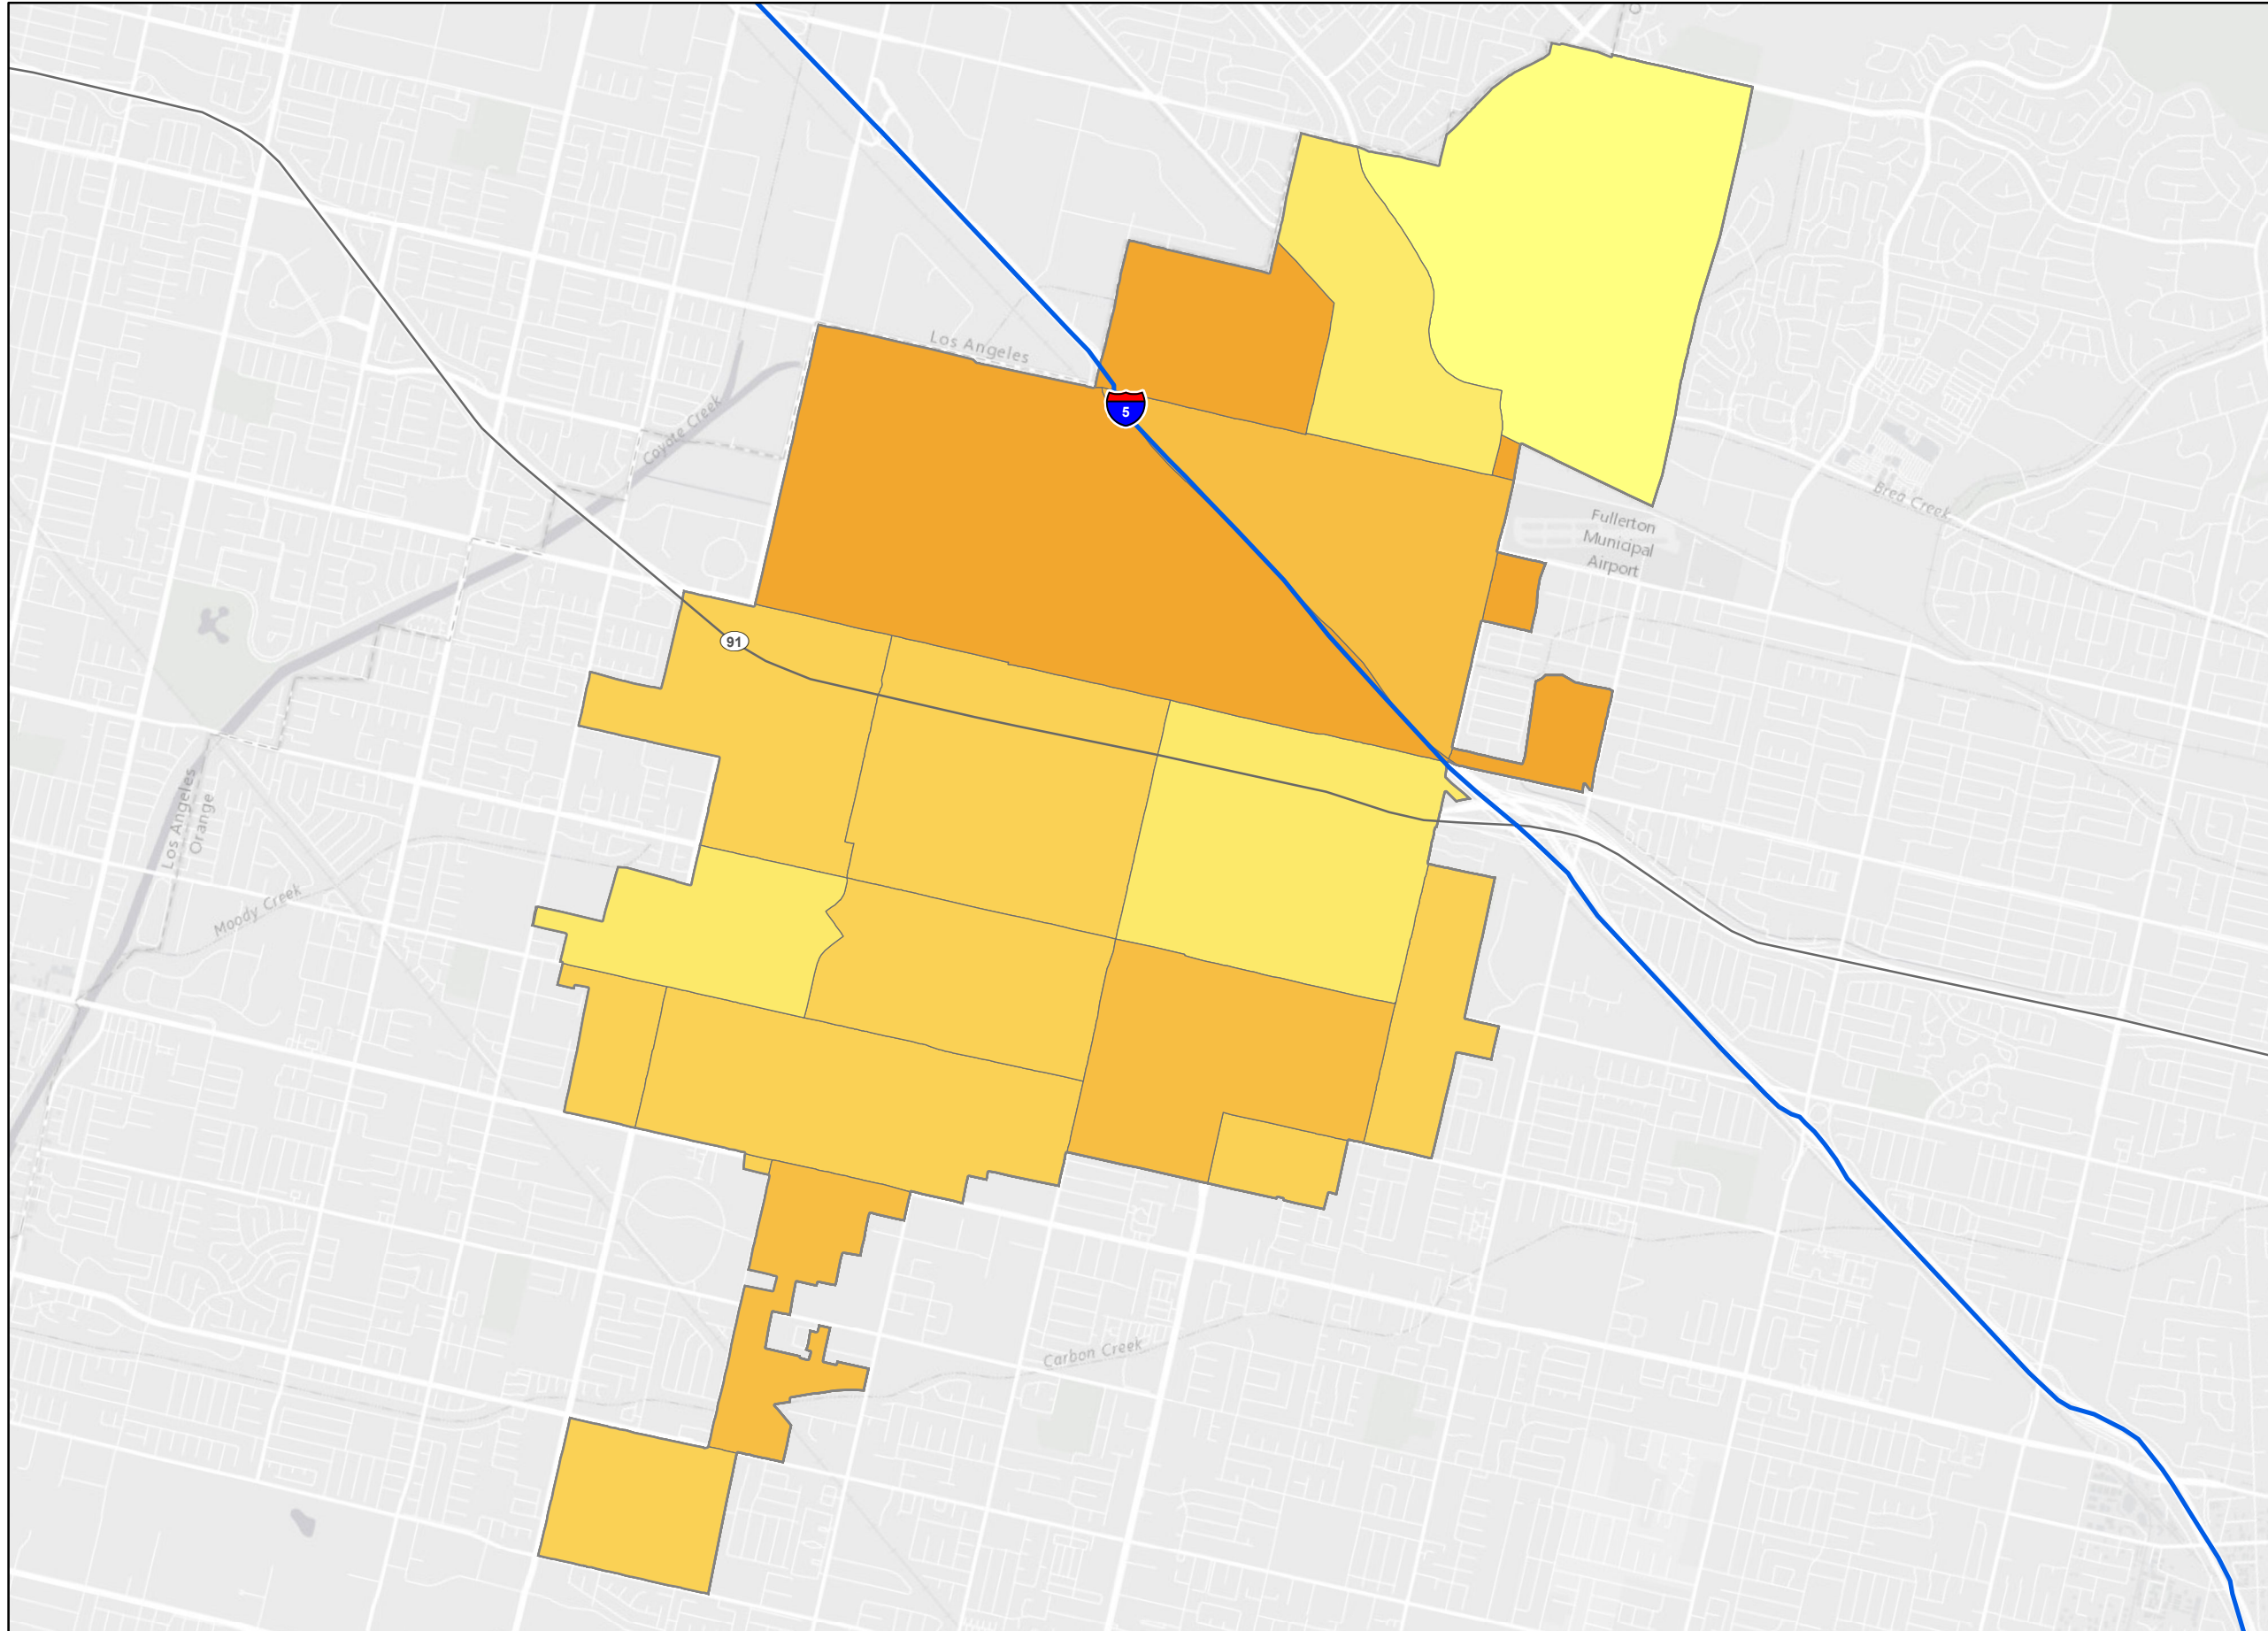 Los Angeles
5
Coyote Creek
Brea Creek
Fullerton
Municipal
Airport
91
Los Angeles
Orange
Moody Creek
Carbon Creek